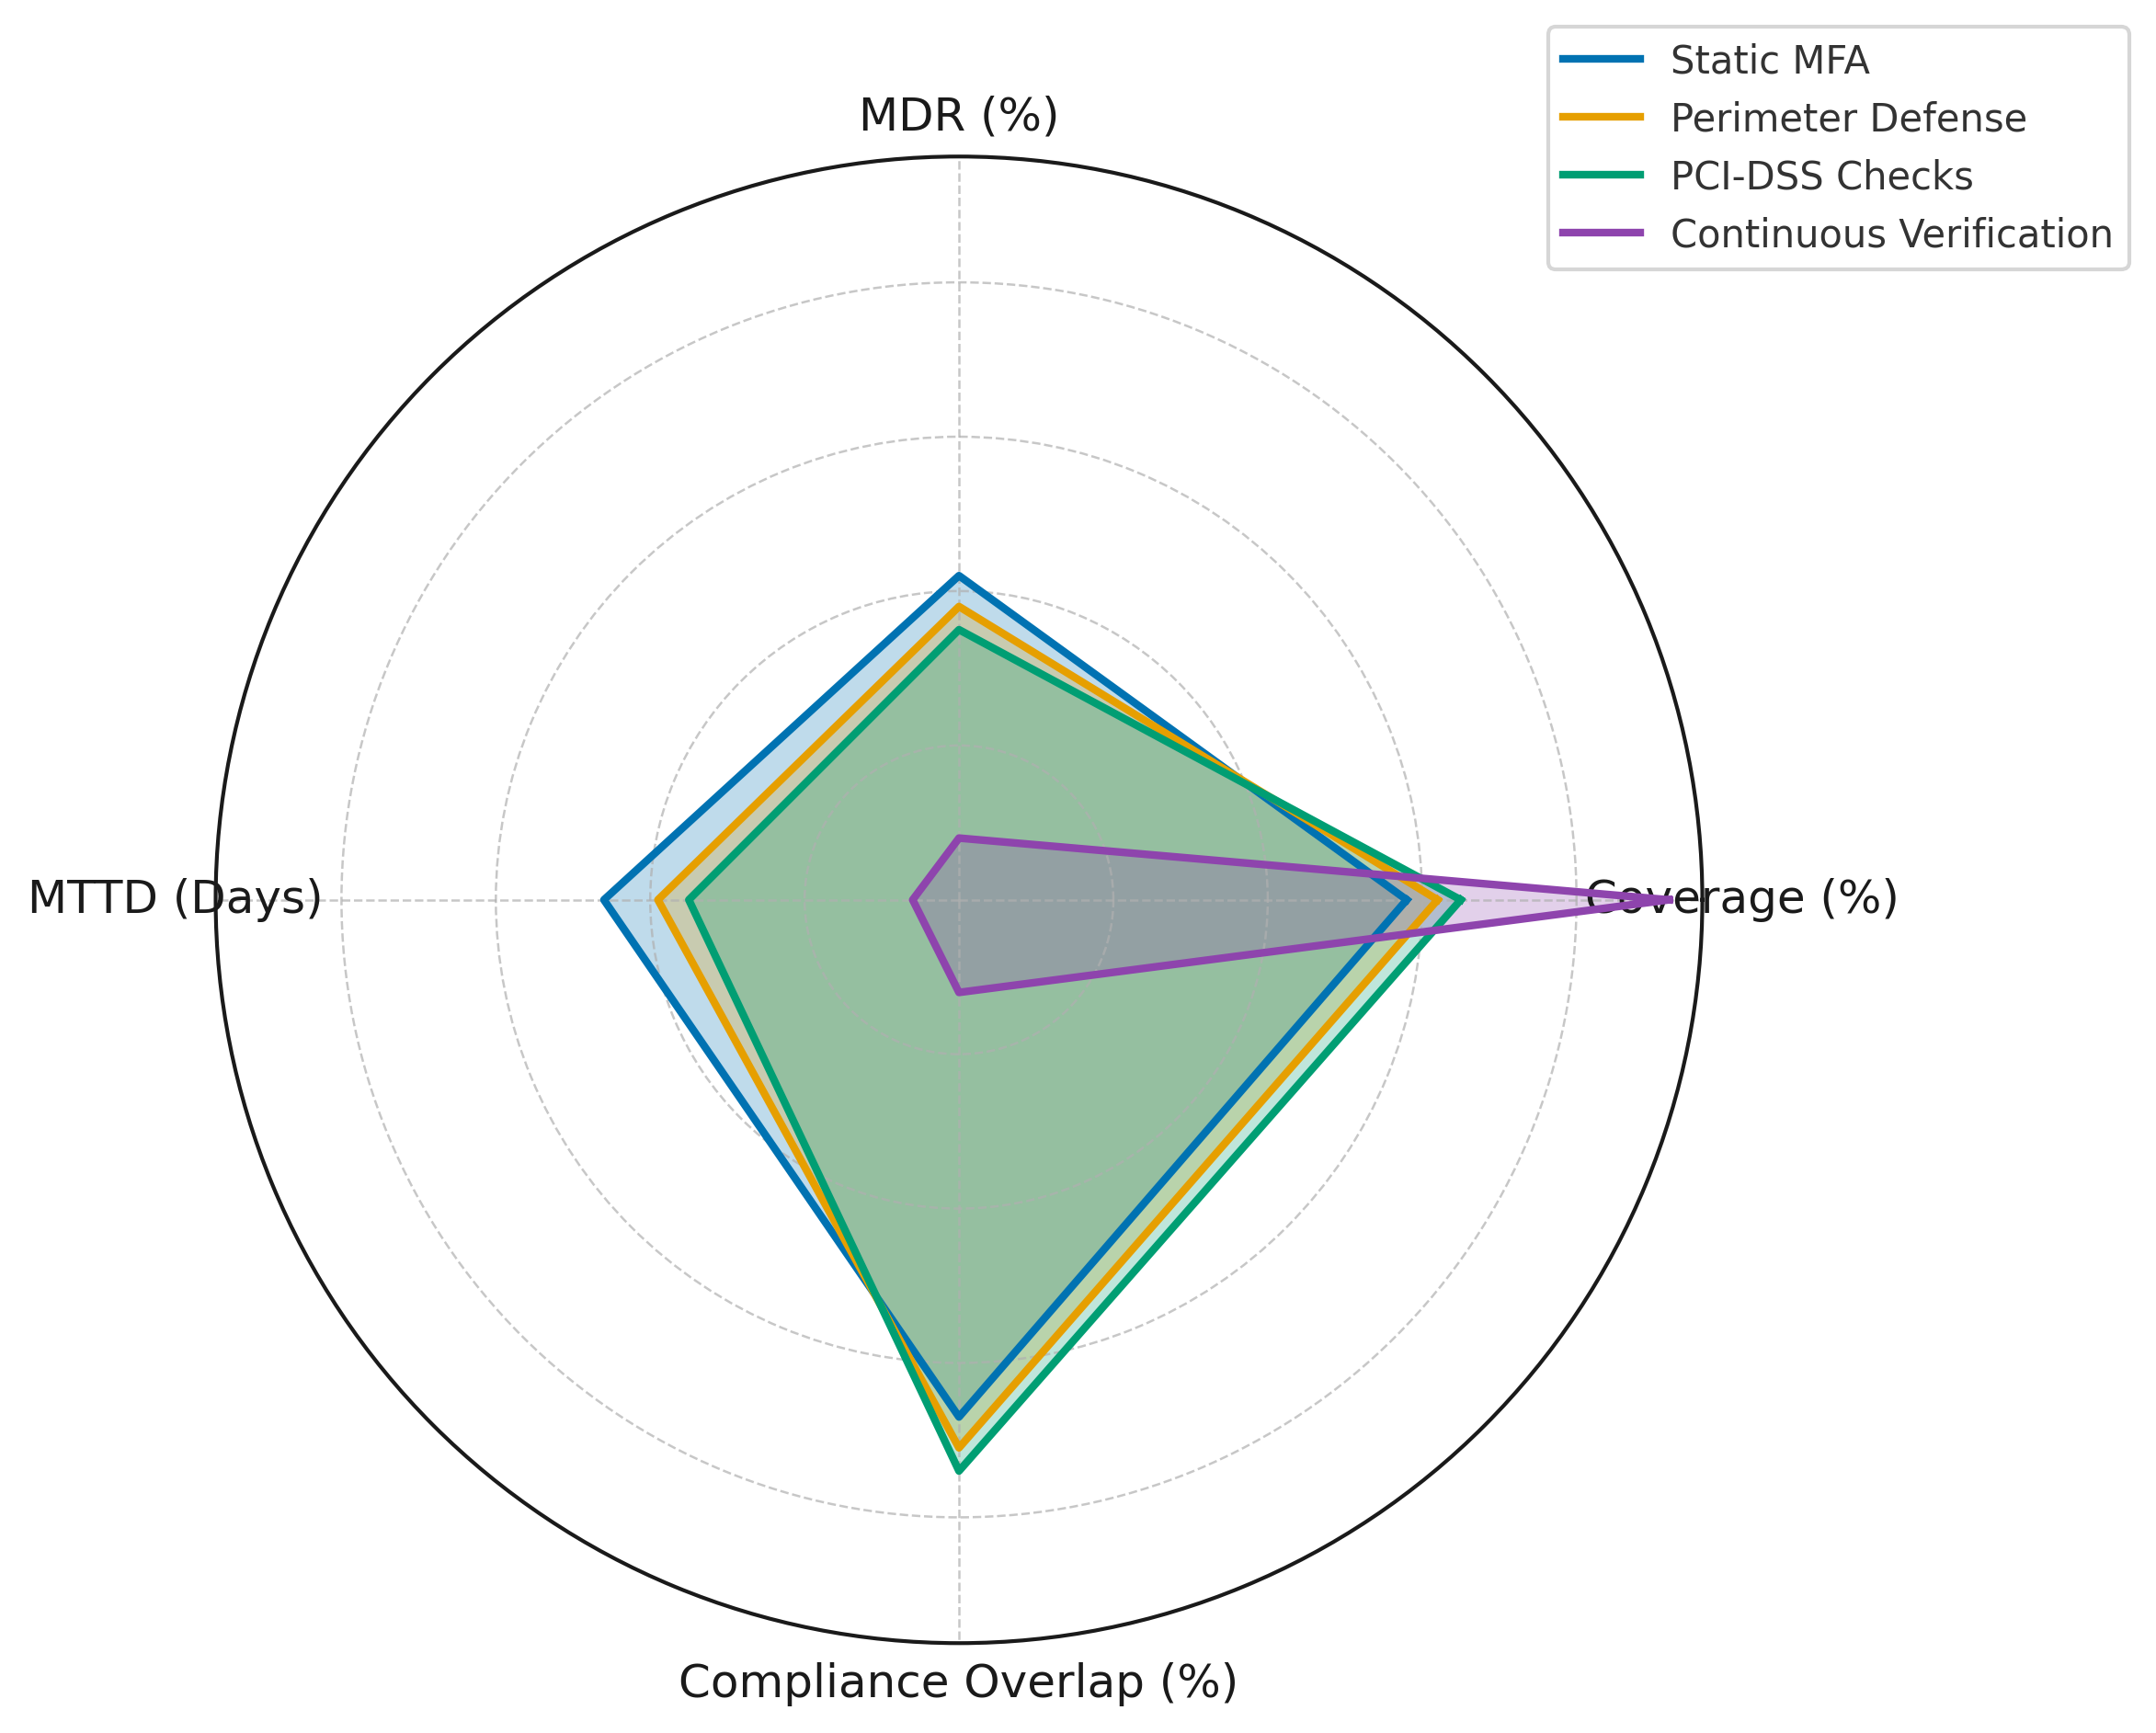 Static MFA
Perimeter Defense
PCI-DSS Checks
Continuous Verification
MDR (%)
MTTD (Days)
Coverage (%)
Compliance Overlap (%)